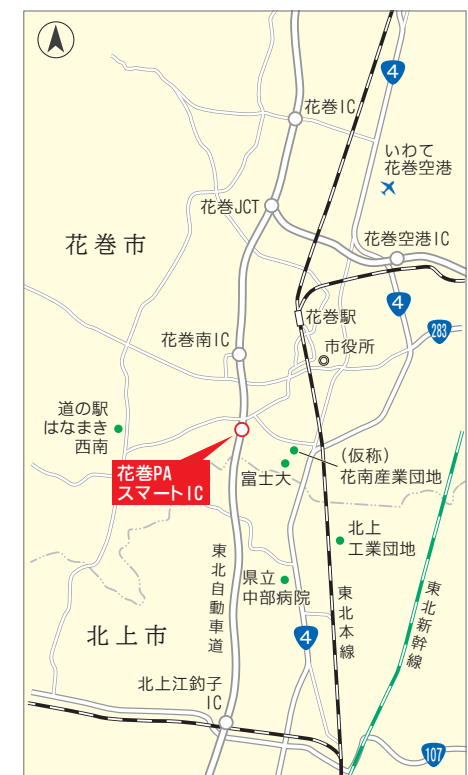 4
花巻IC
いわて
花巻空港
花巻JCT
花巻市
花巻空港IC
4
花巻駅
283
花巻南IC
市役所
道の駅
はなまき
西南
花巻PA
スマートIC
富士大
(仮称)
花南産業団地
北上
工業団地
東北自動車道
県立
中部病院
東北本線
東北新幹線
北上市
4
北上江釣子
IC
107